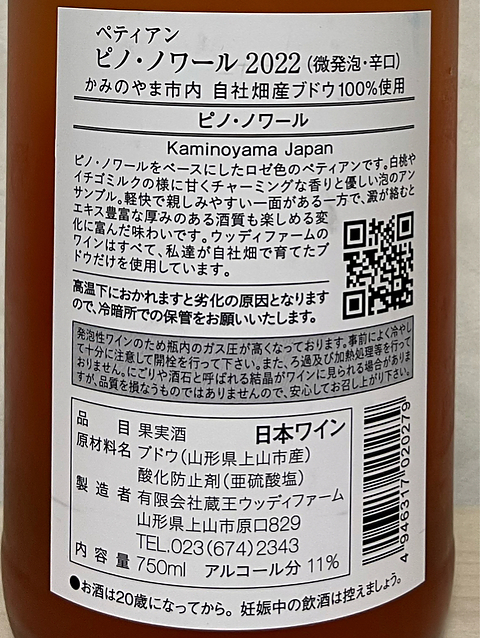 ペティアン
ピノ・ノワール 2022 (微発泡・辛口)
かみのやま市内 自社畑産ブドウ100%使用
ピノ・ノワール
Kaminoyama Japan
ピノ・ノワールをベースにしたロゼ色のペティアンです。白桃や
イチゴミルクの様に甘くチャーミングな香りと優しい泡のアン
サンブル。軽快で親しみやすい一面がある一方で、澱が絡むと
エキス豊富な厚みのある酒質も楽しめる変
化に富んだ味わいです。ウッディファームの
ワインはすべて、私達が自社畑で育てたブ
ドウだけを使用しています。
高温下におかれますと劣化の原因となります
ので、冷暗所での保管をお願いいたします。
発泡性ワインのため瓶内のガス圧が高くなっております。事前によく冷やし
て十分に注意して開栓を行って下さい。また、ろ過及び加熱処理等を行って
おりません。にごりや酒石と呼ばれる結晶がワインに見られる場合がありま
すが、品質を損なうものではありませんので、安心してお召し上がり下さい。
品目 果実酒 日本ワイン
原材料名 ブドウ(山形県上山市産)
酸化防止剤(亜硫酸塩)
製造者 有限会社蔵王ウッディファーム
山形県上山市原口829
TEL.023(674)2343
内容量 750ml アルコール分 11%
4 946317 020279
●お酒は20歳になってから。妊娠中の飲酒は控えましょう。